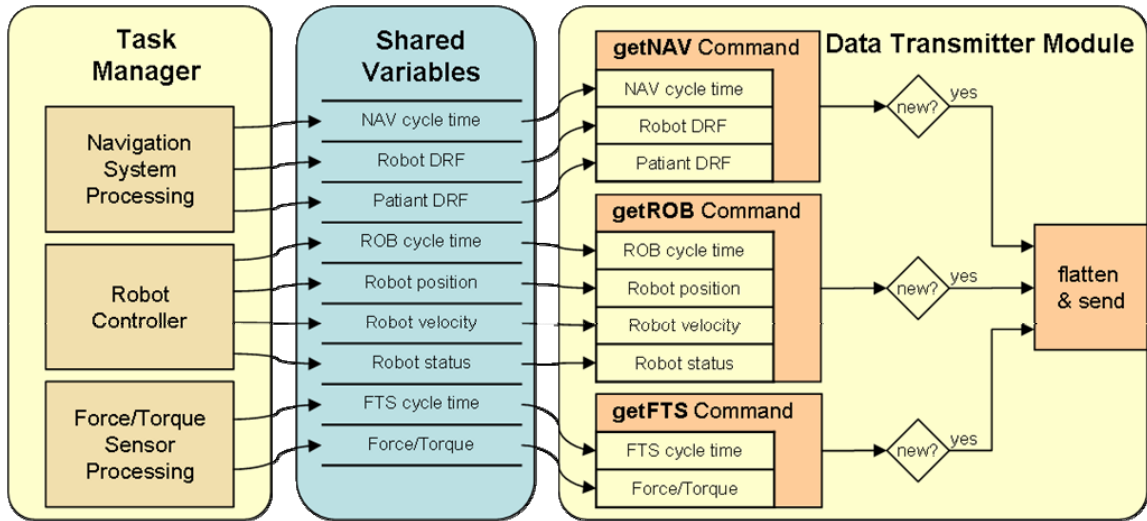 Task
Manager
Navigation
System
Processing
Robot
Controller
Force/Torque
Sensor
Processing
Shared
Variables
NAV cycle time
Robot DRF
Patiant DRF
ROB cycle time
Robot position
Robot velocity
Robot status
FTS cycle time
Force/Torque
Data Transmitter Module
getNAV Command
NAV cycle time
Robot DRF
Patiant DRF
new?
yes
getROB Command
ROB cycle time
Robot position
Robot velocity
Robot status
new?
yes
getFTS Command
FTS cycle time
Force/Torque
new?
yes
flatten
& send